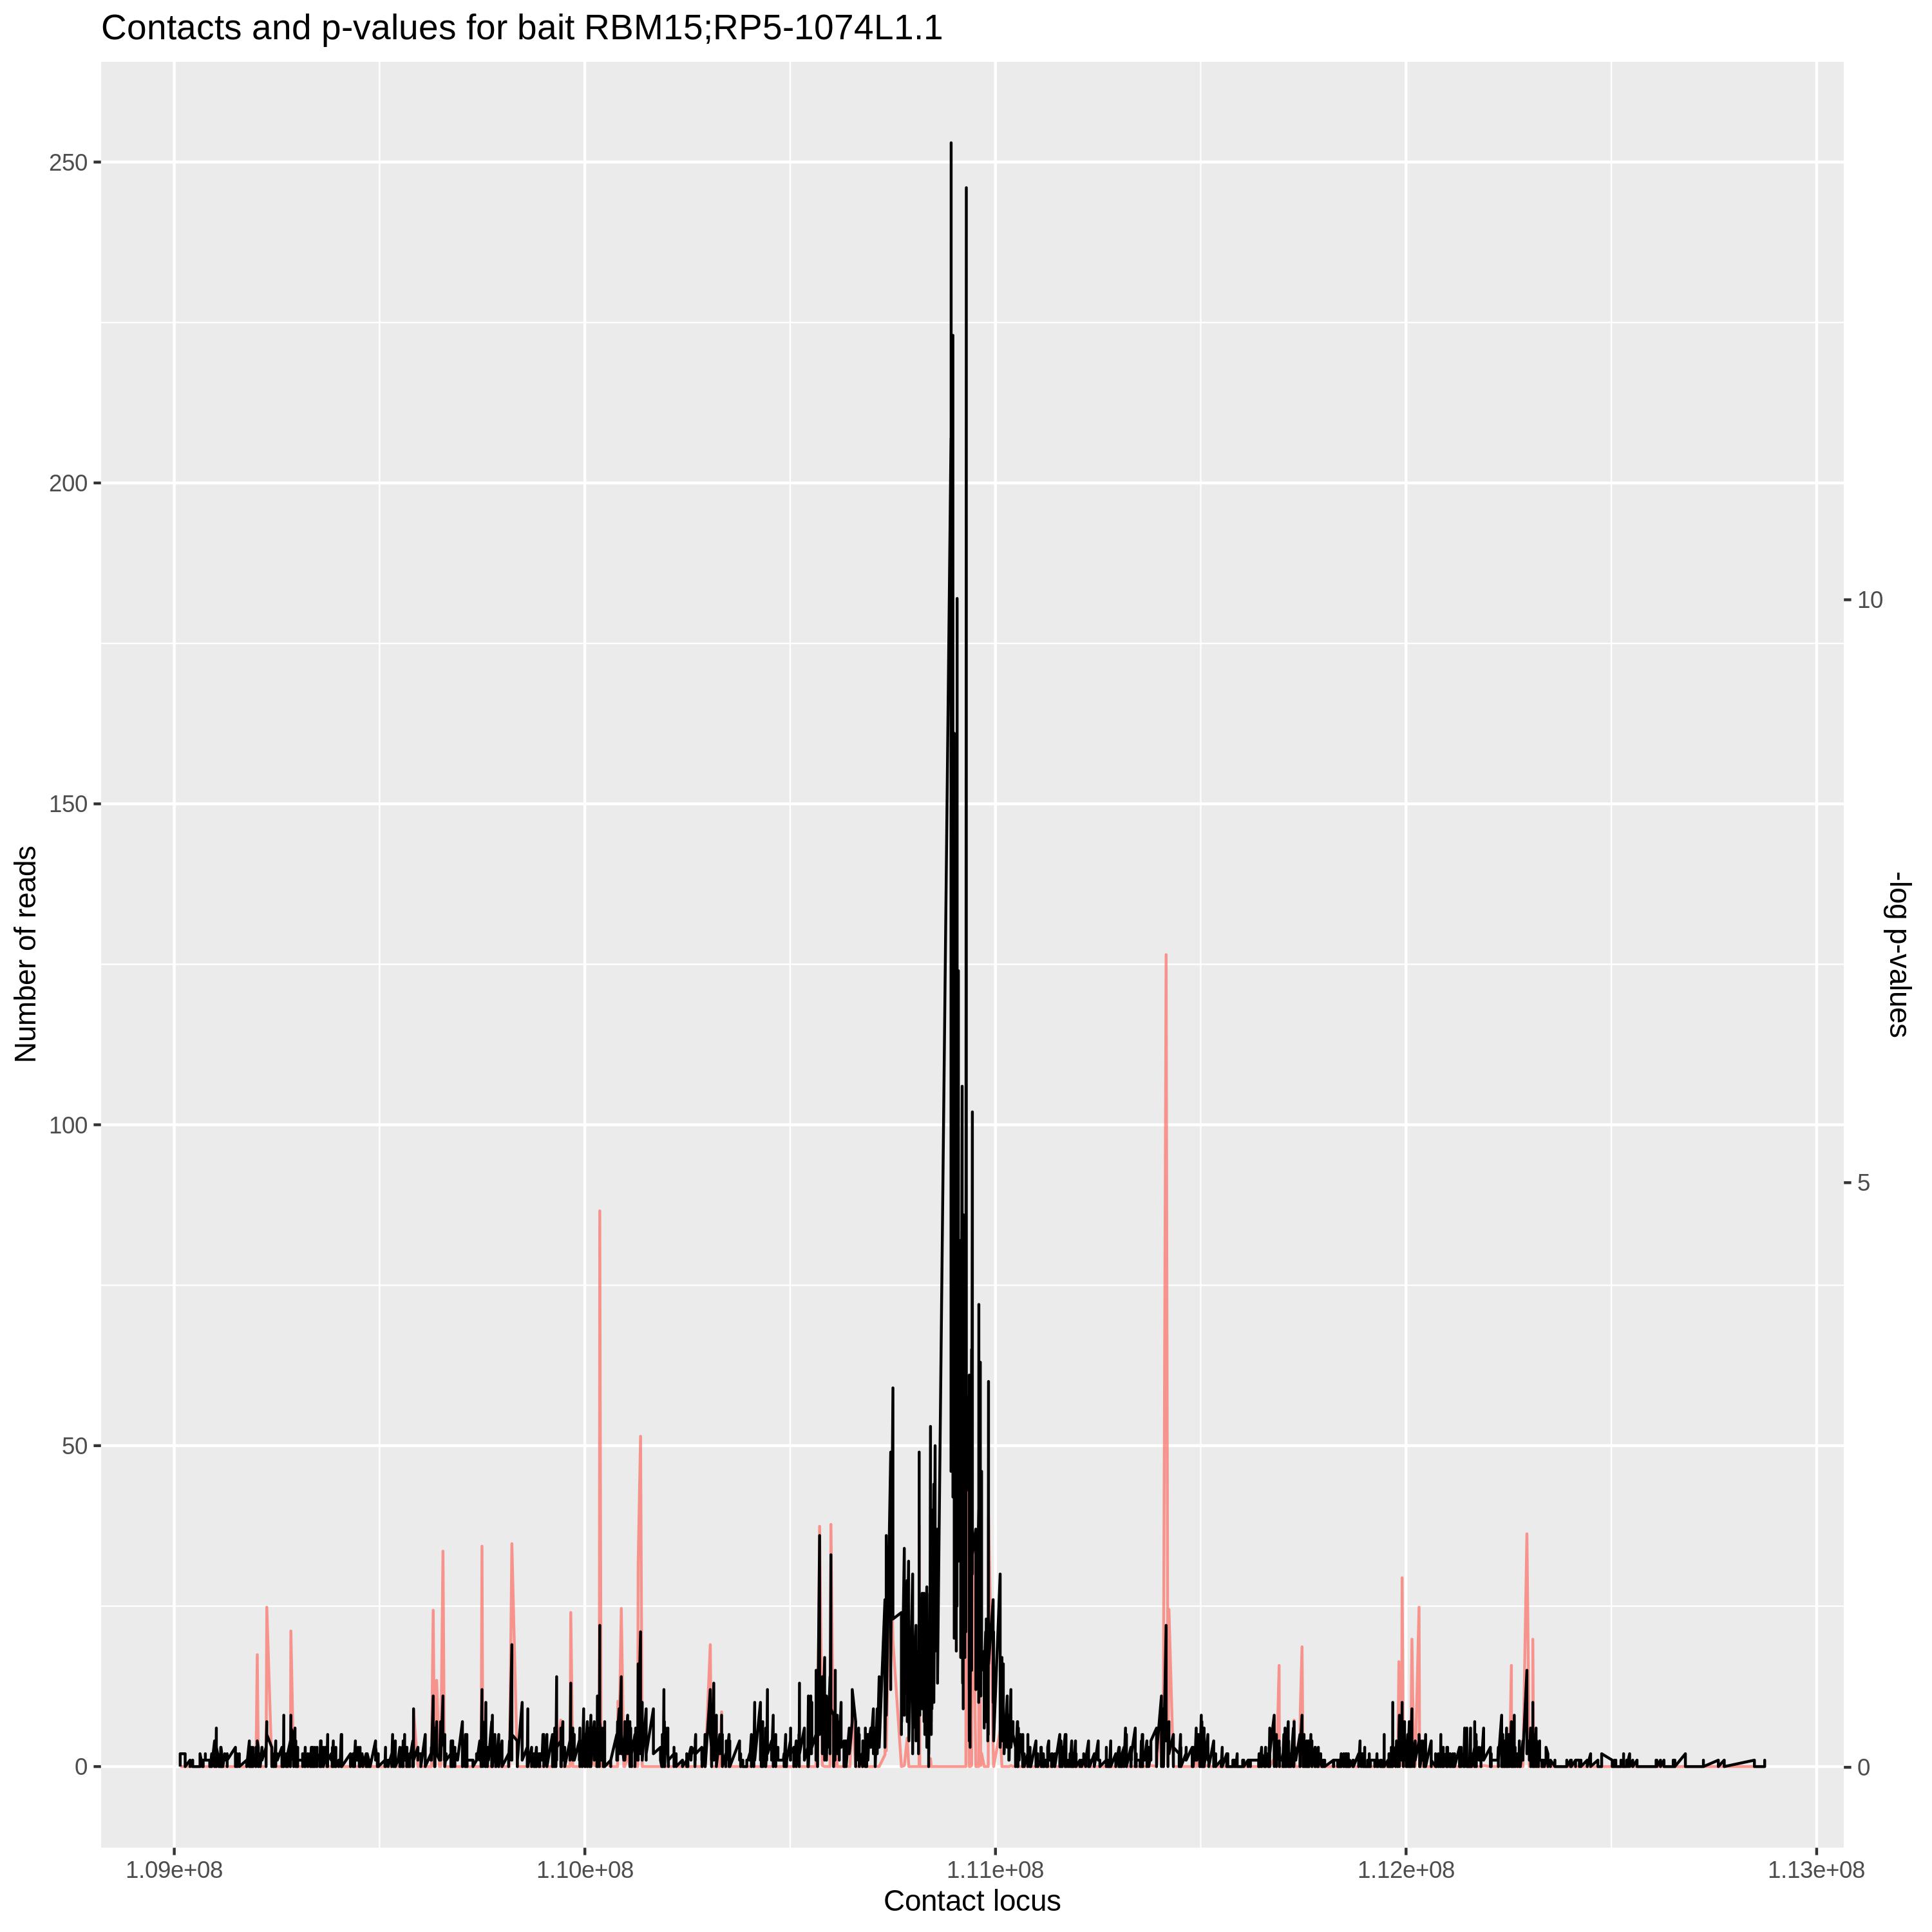 Contacts and p-values for bait RBM15;RP5-1074L1.1
250
200
150
100
50
0
Number of reads
10
5
0
-log p-values
1.09e+08
1.10e+08
1.11e+08
1.12e+08
1.13e+08
Contact locus